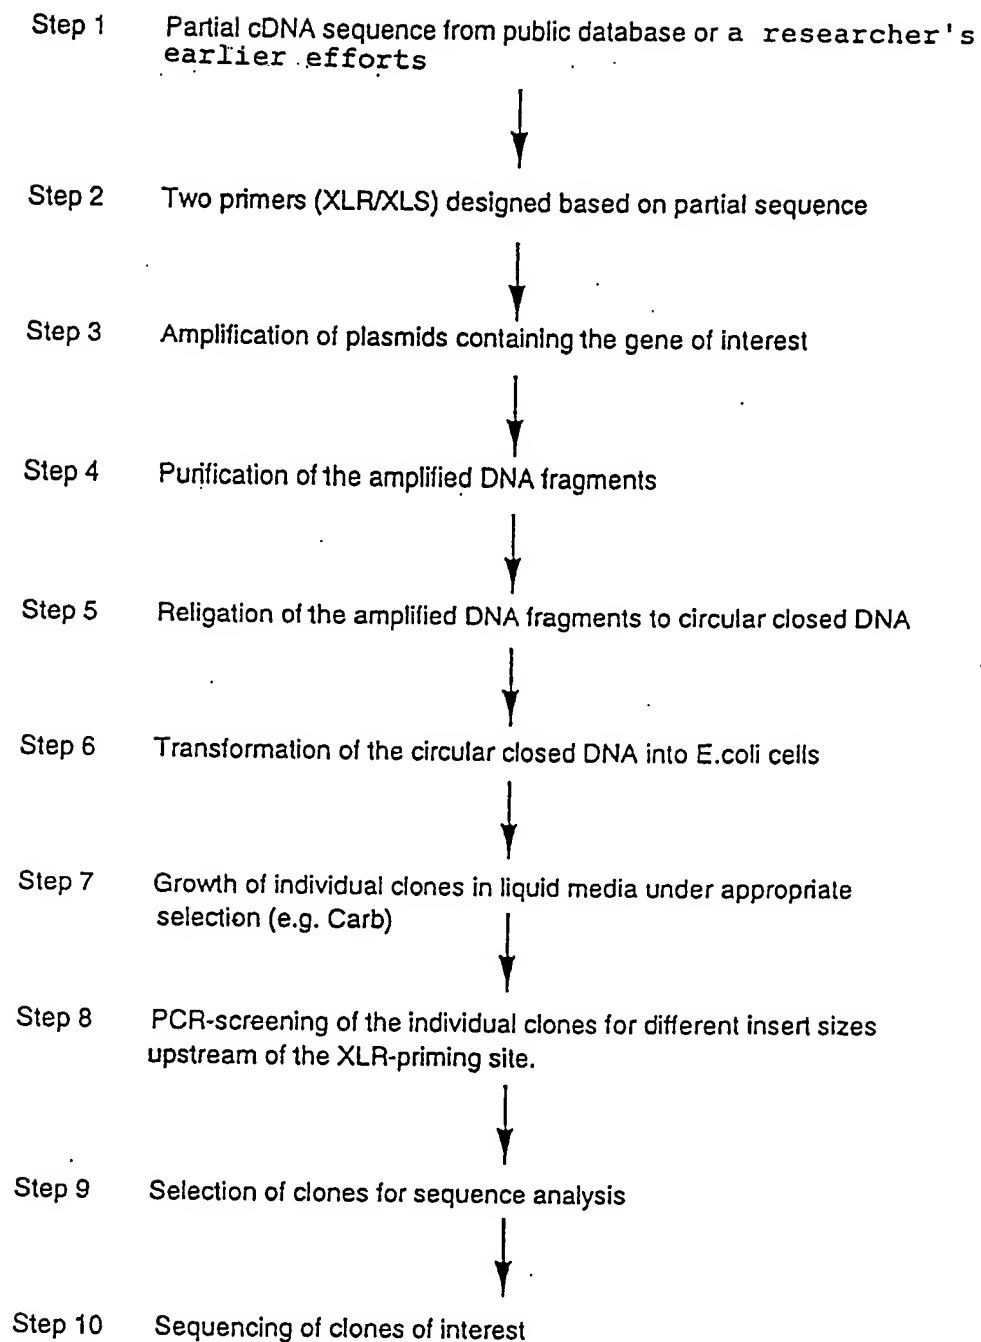 Step 1 Partial cDNA sequence from public database or a researcher's
earlier efforts
Step 2 Two primers (XLR/XLS) designed based on partial sequence
Step 3 Amplification of plasmids containing the gene of interest
Step 4 Purification of the amplified DNA fragments
Step 5 Religation of the amplified DNA fragments to circular closed DNA
Step 6 Transformation of the circular closed DNA into E.coli cells
Step 7 Growth of individual clones in liquid media under appropriate
selection (e.g. Carb)
Step 8 PCR-screening of the individual clones for different insert sizes
upstream of the XLR-priming site.
Step 9 Selection of clones for sequence analysis
Step 10 Sequencing of clones of interest